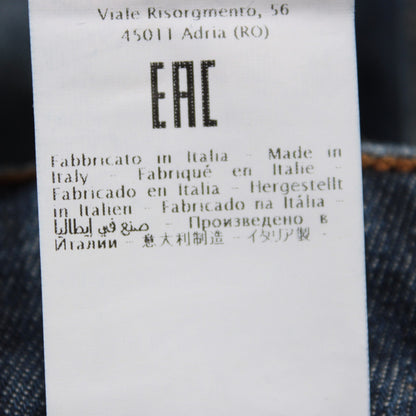 Viale Risorgmento, 56
45011 Adria (RO)
EAC
Fabbricato in Italia - Made in
Italy - Fabriqué en Italie -
Fabricado en Italia - Hergestellt
in Italien - Fabricado na Itália -
صنع في إيطاليا - Произведено в
Италии - 意大利制造 - イタリア製 -